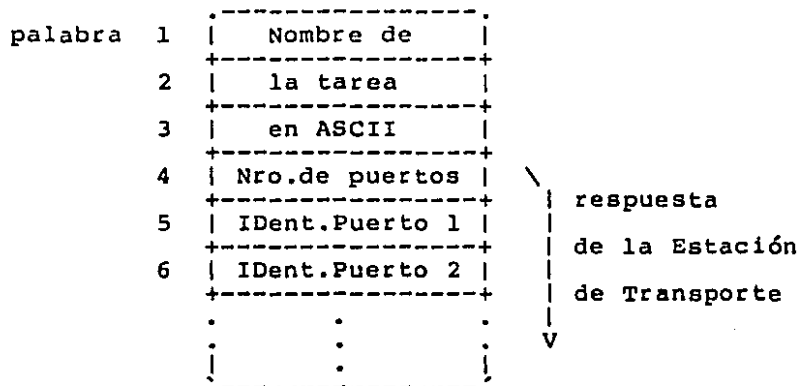 palabra 1 Nombre de
2 la tarea
3 en ASCII
4 Nro.de puertos
respuesta
5 IDent.Puerto 1
de la Estación
6 IDent.Puerto 2
de Transporte